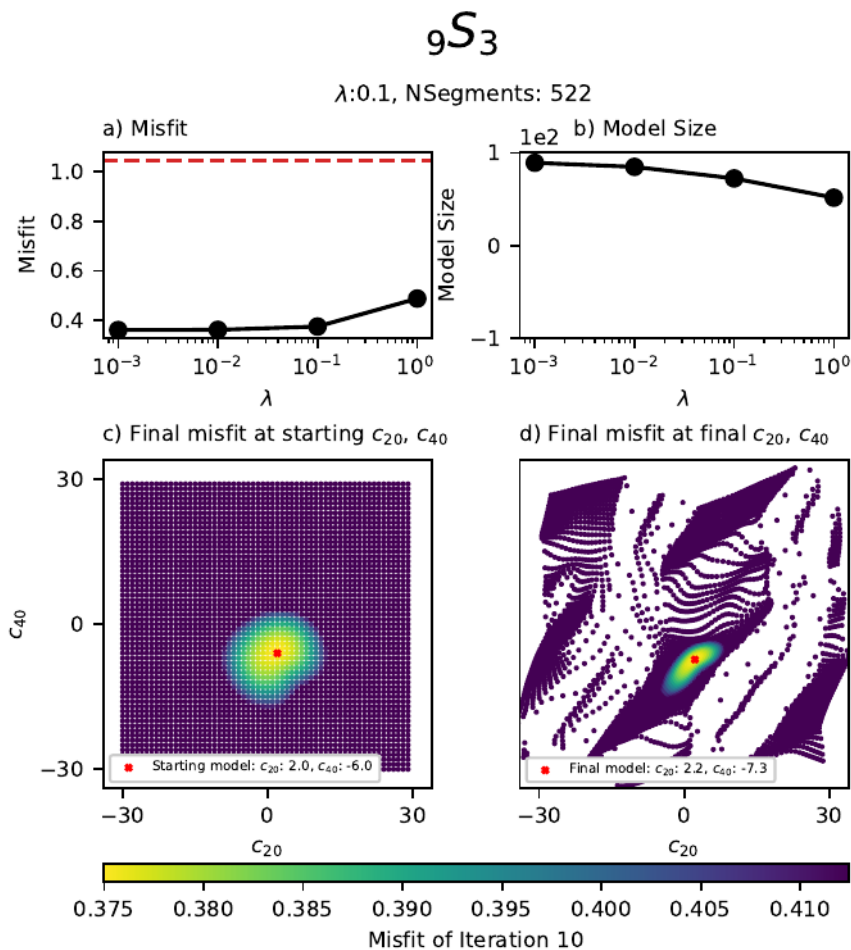 ₉S₃
λ:0.1, NSegments: 522
a) Misfit
b) Model Size
1e2
Misfit
1.0
0.8
0.6
0.4
10⁻³ 10⁻² 10⁻¹ 10⁰
λ
Model Size
1
0
−1
10⁻³ 10⁻² 10⁻¹ 10⁰
λ
c) Final misfit at starting c₂₀, c₄₀
d) Final misfit at final c₂₀, c₄₀
c₄₀
30
0
−30
Starting model: c₂₀: 2.0, c₄₀: -6.0
−30 0 30
c₂₀
Final model: c₂₀: 2.2, c₄₀: -7.3
−30 0 30
c₂₀
0.375 0.380 0.385 0.390 0.395 0.400 0.405 0.410
Misfit of Iteration 10